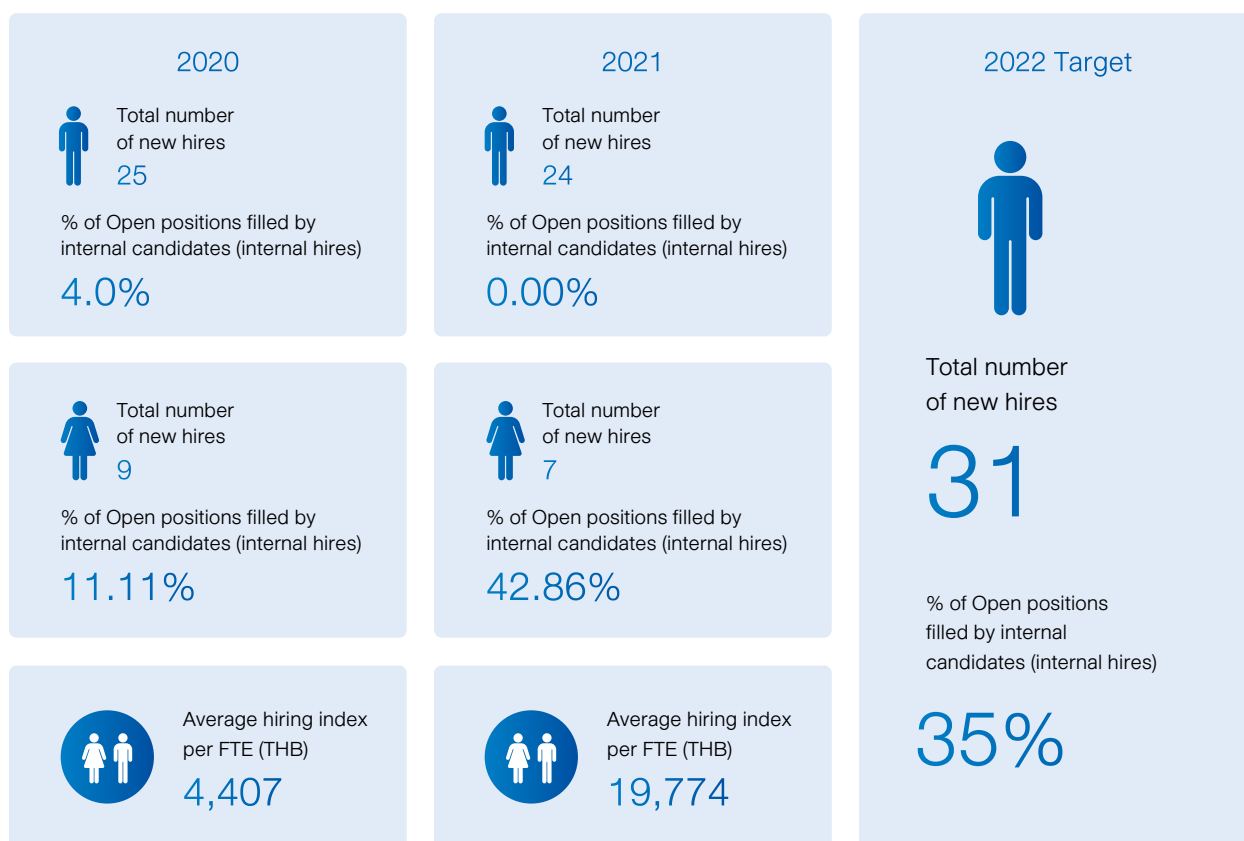 2020
Total number
of new hires
25
% of Open positions filled by
internal candidates (internal hires)
4.0%
Total number
of new hires
9
% of Open positions filled by
internal candidates (internal hires)
11.11%
Average hiring index
per FTE (THB)
4,407
2021
Total number
of new hires
24
% of Open positions filled by
internal candidates (internal hires)
0.00%
Total number
of new hires
7
% of Open positions filled by
internal candidates (internal hires)
42.86%
Average hiring index
per FTE (THB)
19,774
2022 Target
Total number
of new hires
31
% of Open positions
filled by internal
candidates (internal hires)
35%